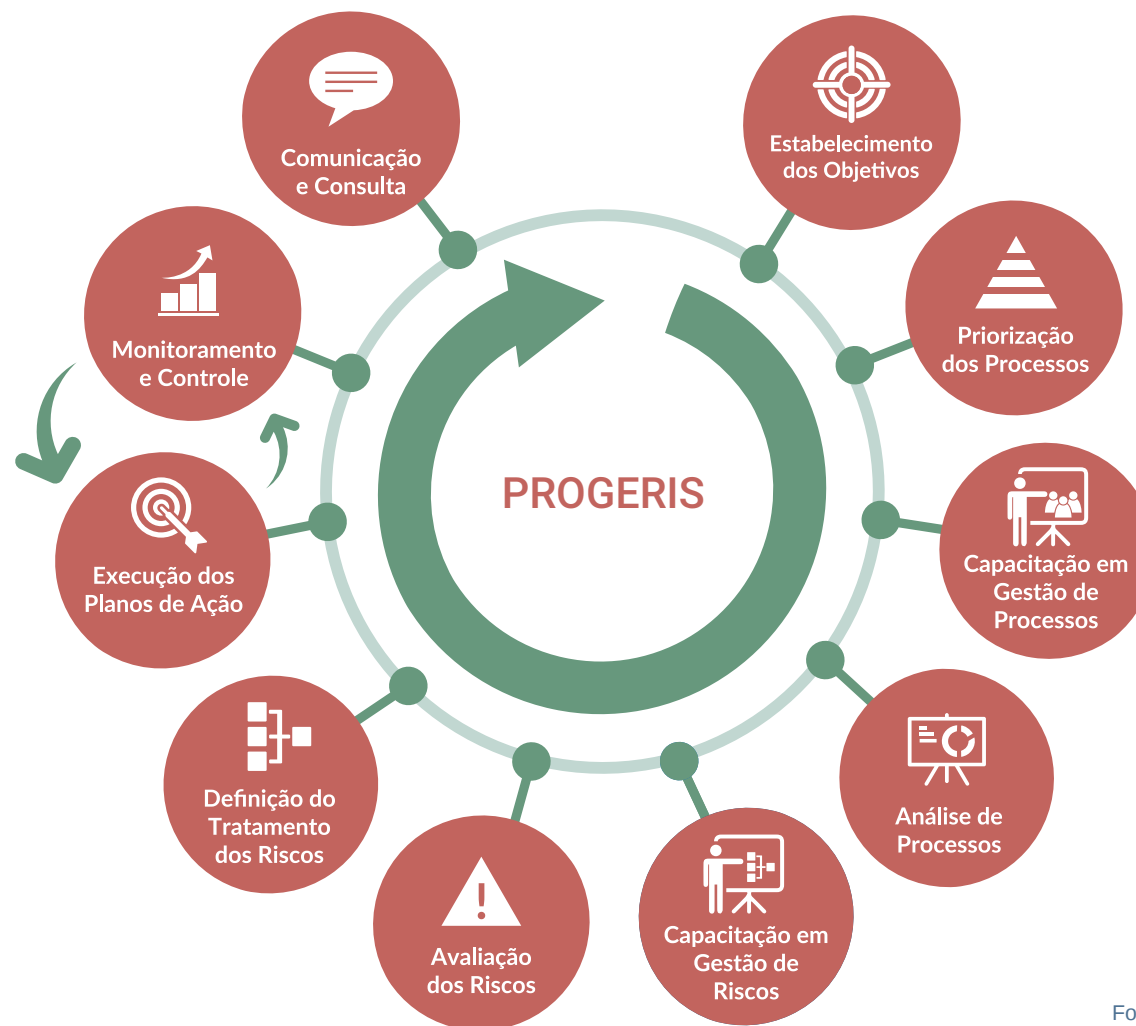 Comunicação
e Consulta
Estabelecimento
dos Objetivos
Priorização
dos Processos
Capacitação em
Gestão de
Processos
Análise de
Processos
Capacitação em
Gestão de
Riscos
Avaliação
dos Riscos
Definição do
Tratamento
dos Riscos
Execução dos
Planos de Ação
Monitoramento
e Controle
PROGERIS
Fo